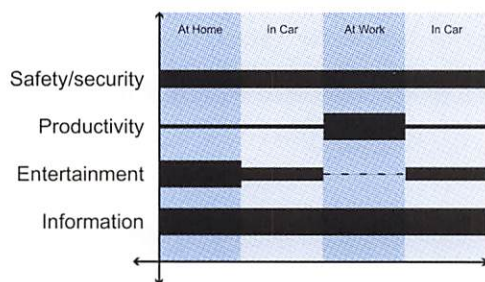 At Home In Car At Work In Car
Safety/security
Productivity
Entertainment
Information